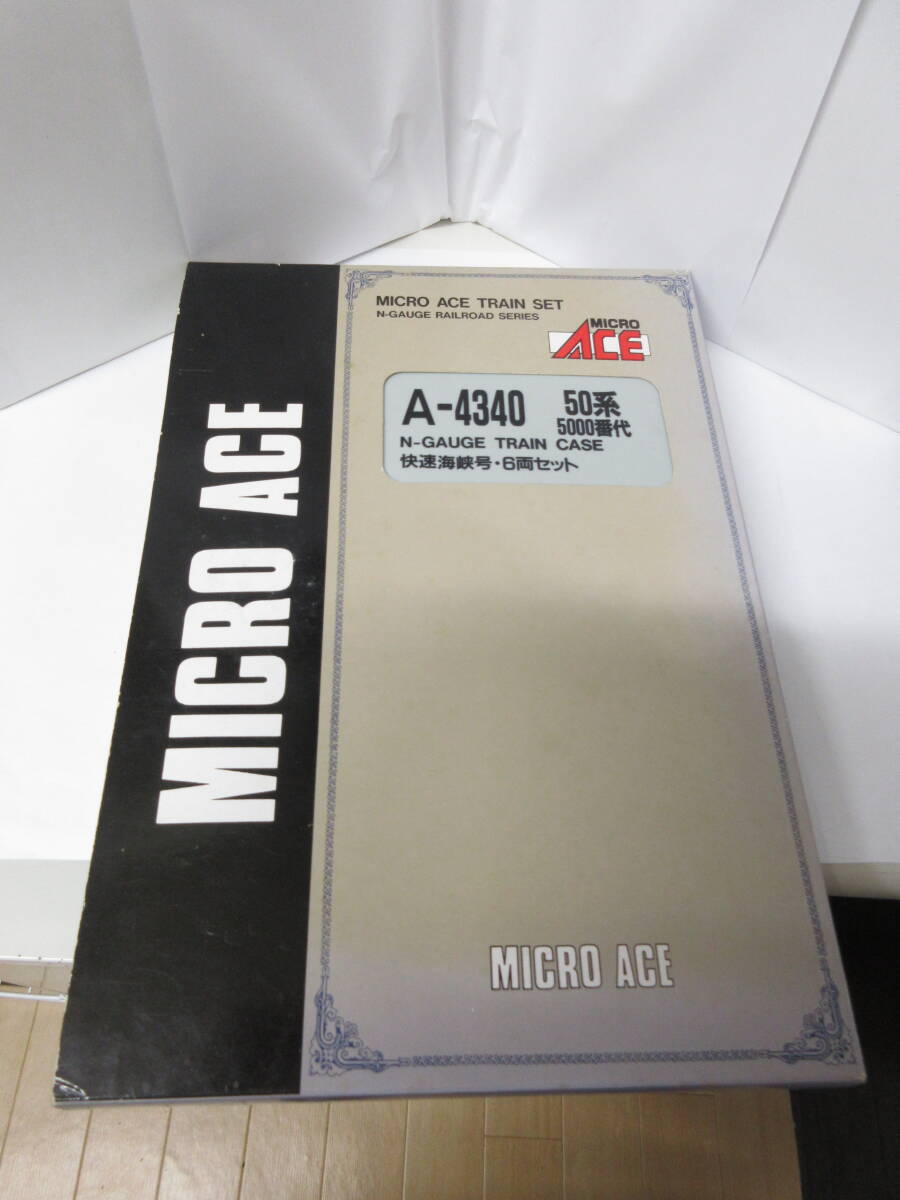 MICRO ACE
MICRO ACE TRAIN SET
N-GAUGE RAILROAD SERIES
MICRO
ACE
A-4340 50系
5000番代
N-GAUGE TRAIN CASE
快速海峡号・6両セット
MICRO ACE